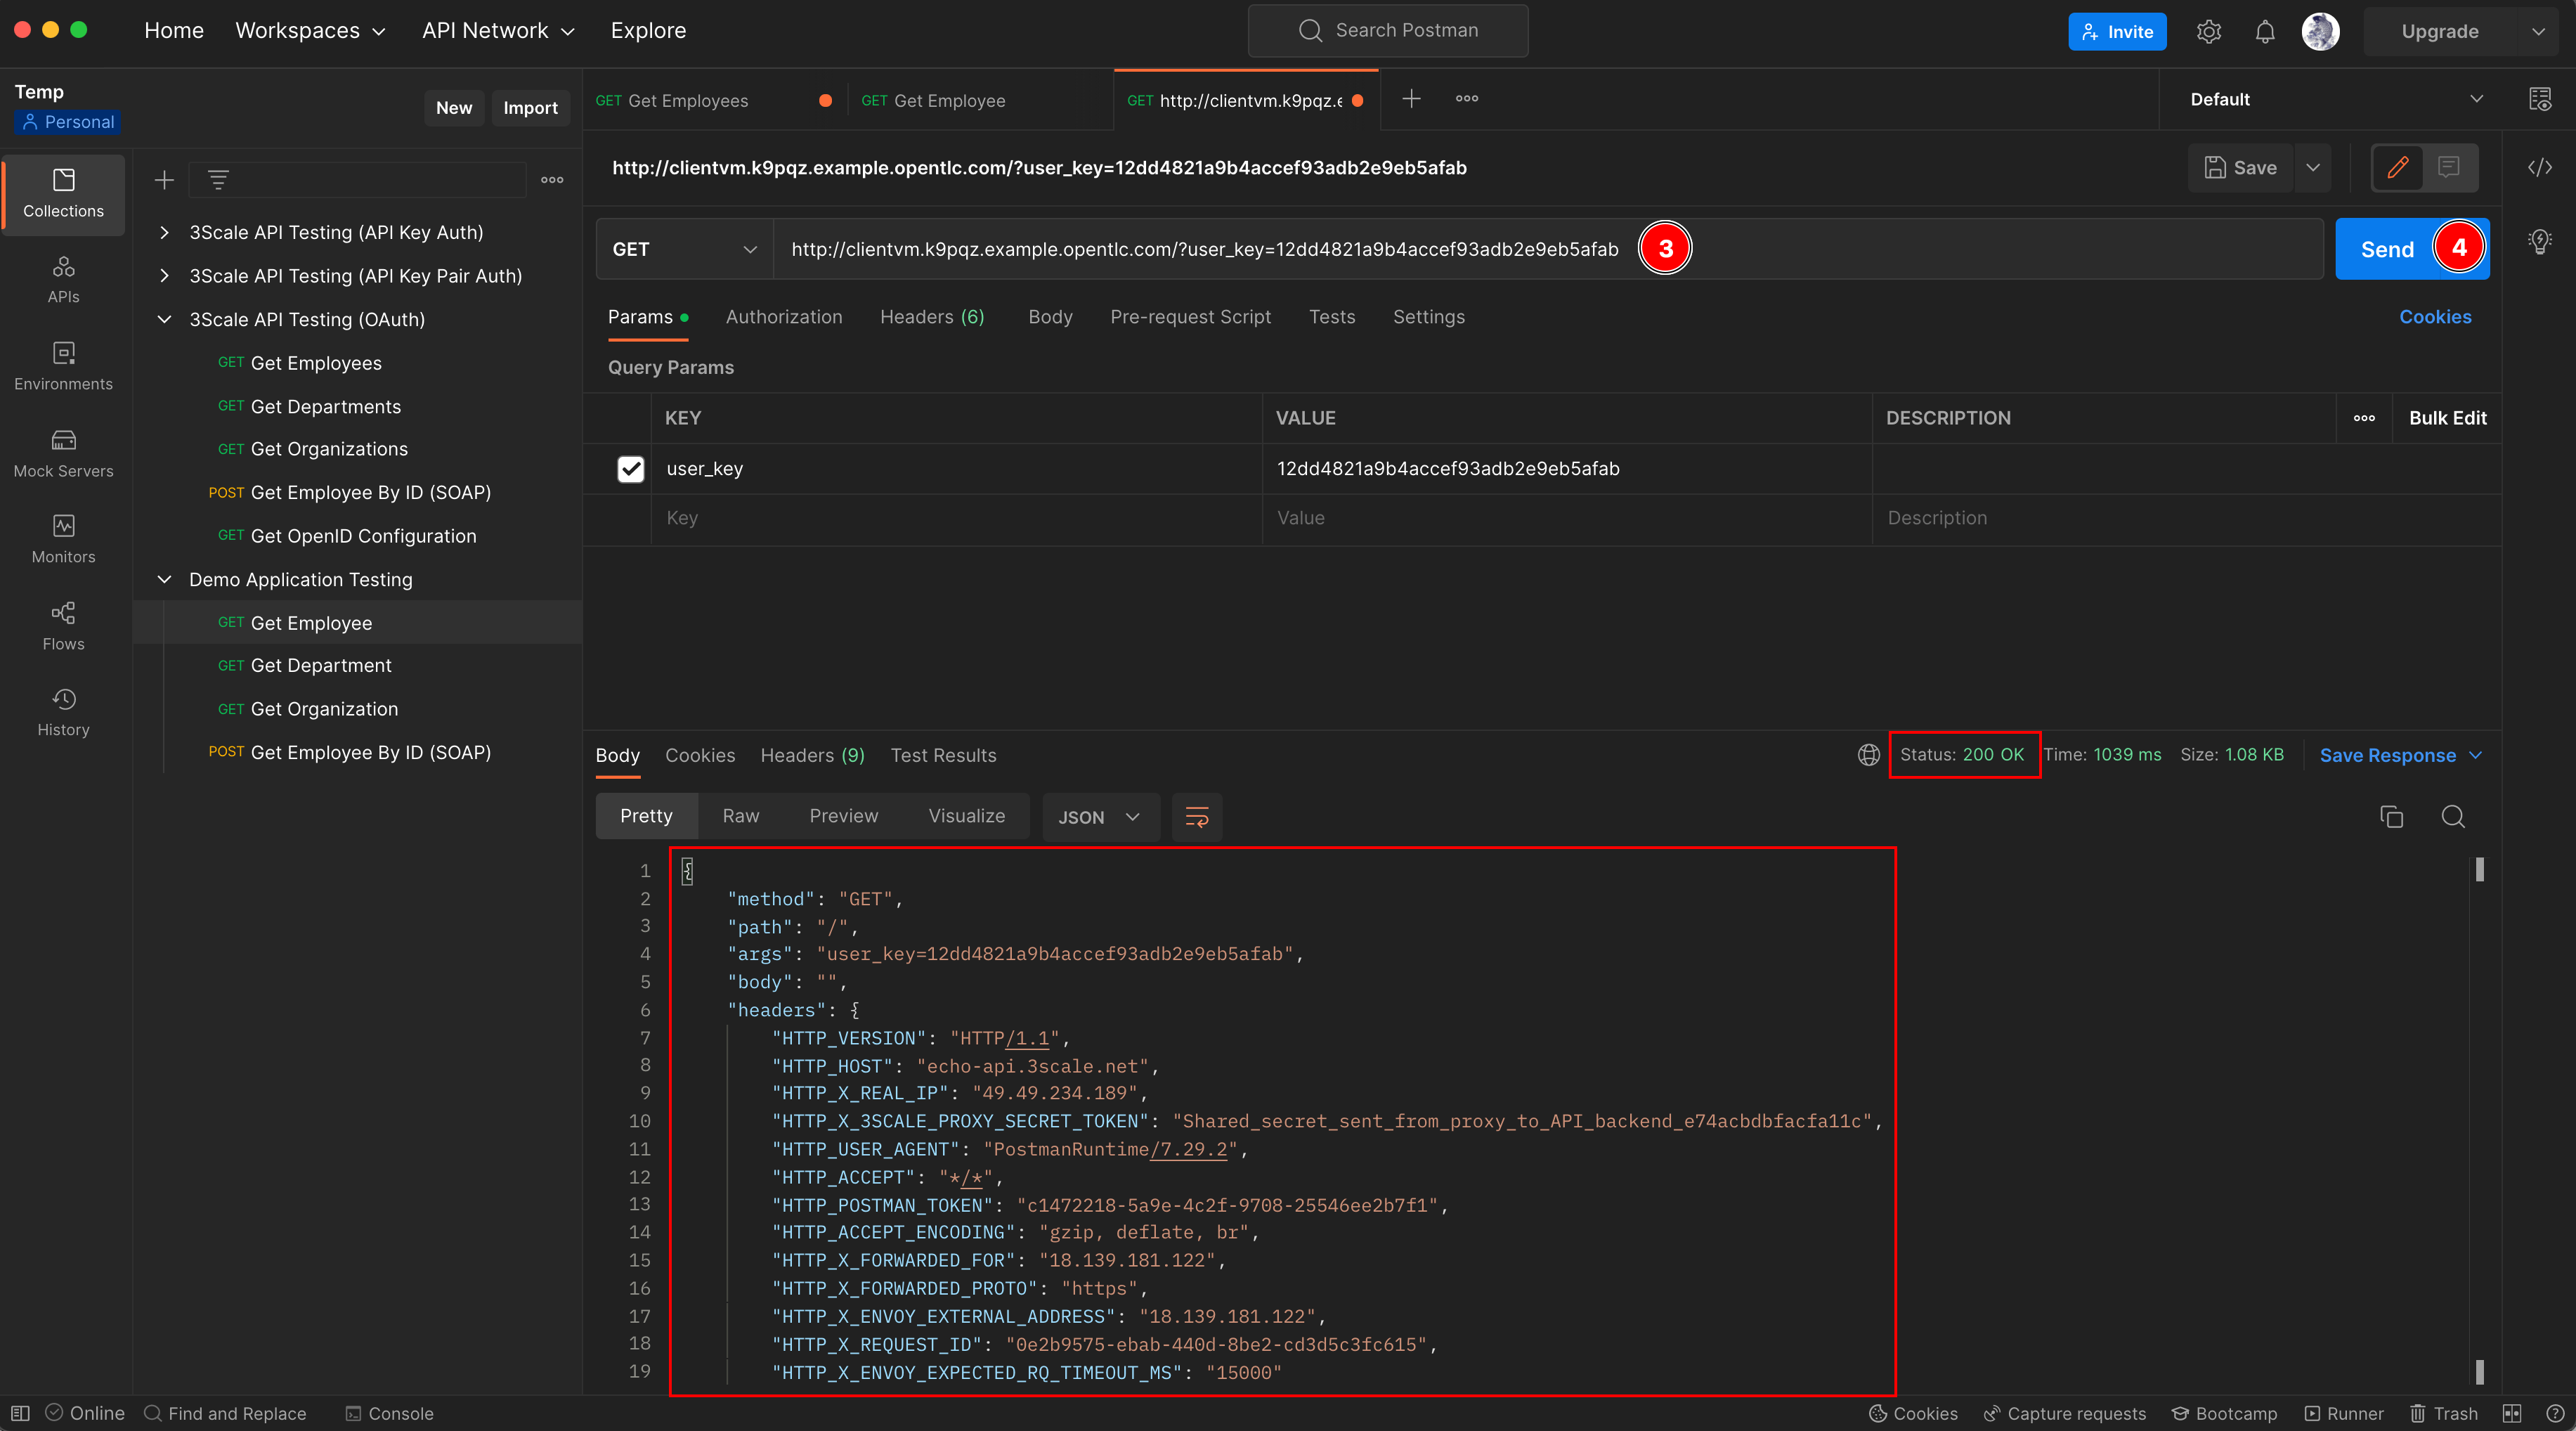 Home Workspaces API Network Explore Search Postman Invite Upgrade
Temp
Personal
New Import
GET Get Employees GET Get Employee GET http://clientvm.k9pqz.e Default
http://clientvm.k9pqz.example.opentlc.com/?user_key=12dd4821a9b4accef93adb2e9eb5afab Save
GET http://clientvm.k9pqz.example.opentlc.com/?user_key=12dd4821a9b4accef93adb2e9eb5afab 3 Send 4
Params Authorization Headers (6) Body Pre-request Script Tests Settings Cookies
Query Params
KEY VALUE DESCRIPTION Bulk Edit
user_key 12dd4821a9b4accef93adb2e9eb5afab
Key Value Description
Collections
APIs
Environments
Mock Servers
Monitors
Flows
History
3Scale API Testing (API Key Auth)
3Scale API Testing (API Key Pair Auth)
3Scale API Testing (OAuth)
GET Get Employees
GET Get Departments
GET Get Organizations
POST Get Employee By ID (SOAP)
GET Get OpenID Configuration
Demo Application Testing
GET Get Employee
GET Get Department
GET Get Organization
POST Get Employee By ID (SOAP)
Body Cookies Headers (9) Test Results Status: 200 OK Time: 1039 ms Size: 1.08 KB Save Response
Pretty Raw Preview Visualize JSON
1 {
2 "method": "GET",
3 "path": "/",
4 "args": "user_key=12dd4821a9b4accef93adb2e9eb5afab",
5 "body": "",
6 "headers": {
7 "HTTP_VERSION": "HTTP/1.1",
8 "HTTP_HOST": "echo-api.3scale.net",
9 "HTTP_X_REAL_IP": "49.49.234.189",
10 "HTTP_X_3SCALE_PROXY_SECRET_TOKEN": "Shared_secret_sent_from_proxy_to_API_backend_e74acbdbfacfa11c",
11 "HTTP_USER_AGENT": "PostmanRuntime/7.29.2",
12 "HTTP_ACCEPT": "*/*",
13 "HTTP_POSTMAN_TOKEN": "c1472218-5a9e-4c2f-9708-25546ee2b7f1",
14 "HTTP_ACCEPT_ENCODING": "gzip, deflate, br",
15 "HTTP_X_FORWARDED_FOR": "18.139.181.122",
16 "HTTP_X_FORWARDED_PROTO": "https",
17 "HTTP_X_ENVOY_EXTERNAL_ADDRESS": "18.139.181.122",
18 "HTTP_X_REQUEST_ID": "0e2b9575-ebab-440d-8be2-cd3d5c3fc615",
19 "HTTP_X_ENVOY_EXPECTED_RQ_TIMEOUT_MS": "15000"
Online Find and Replace Console Cookies Capture requests Bootcamp Runner Trash